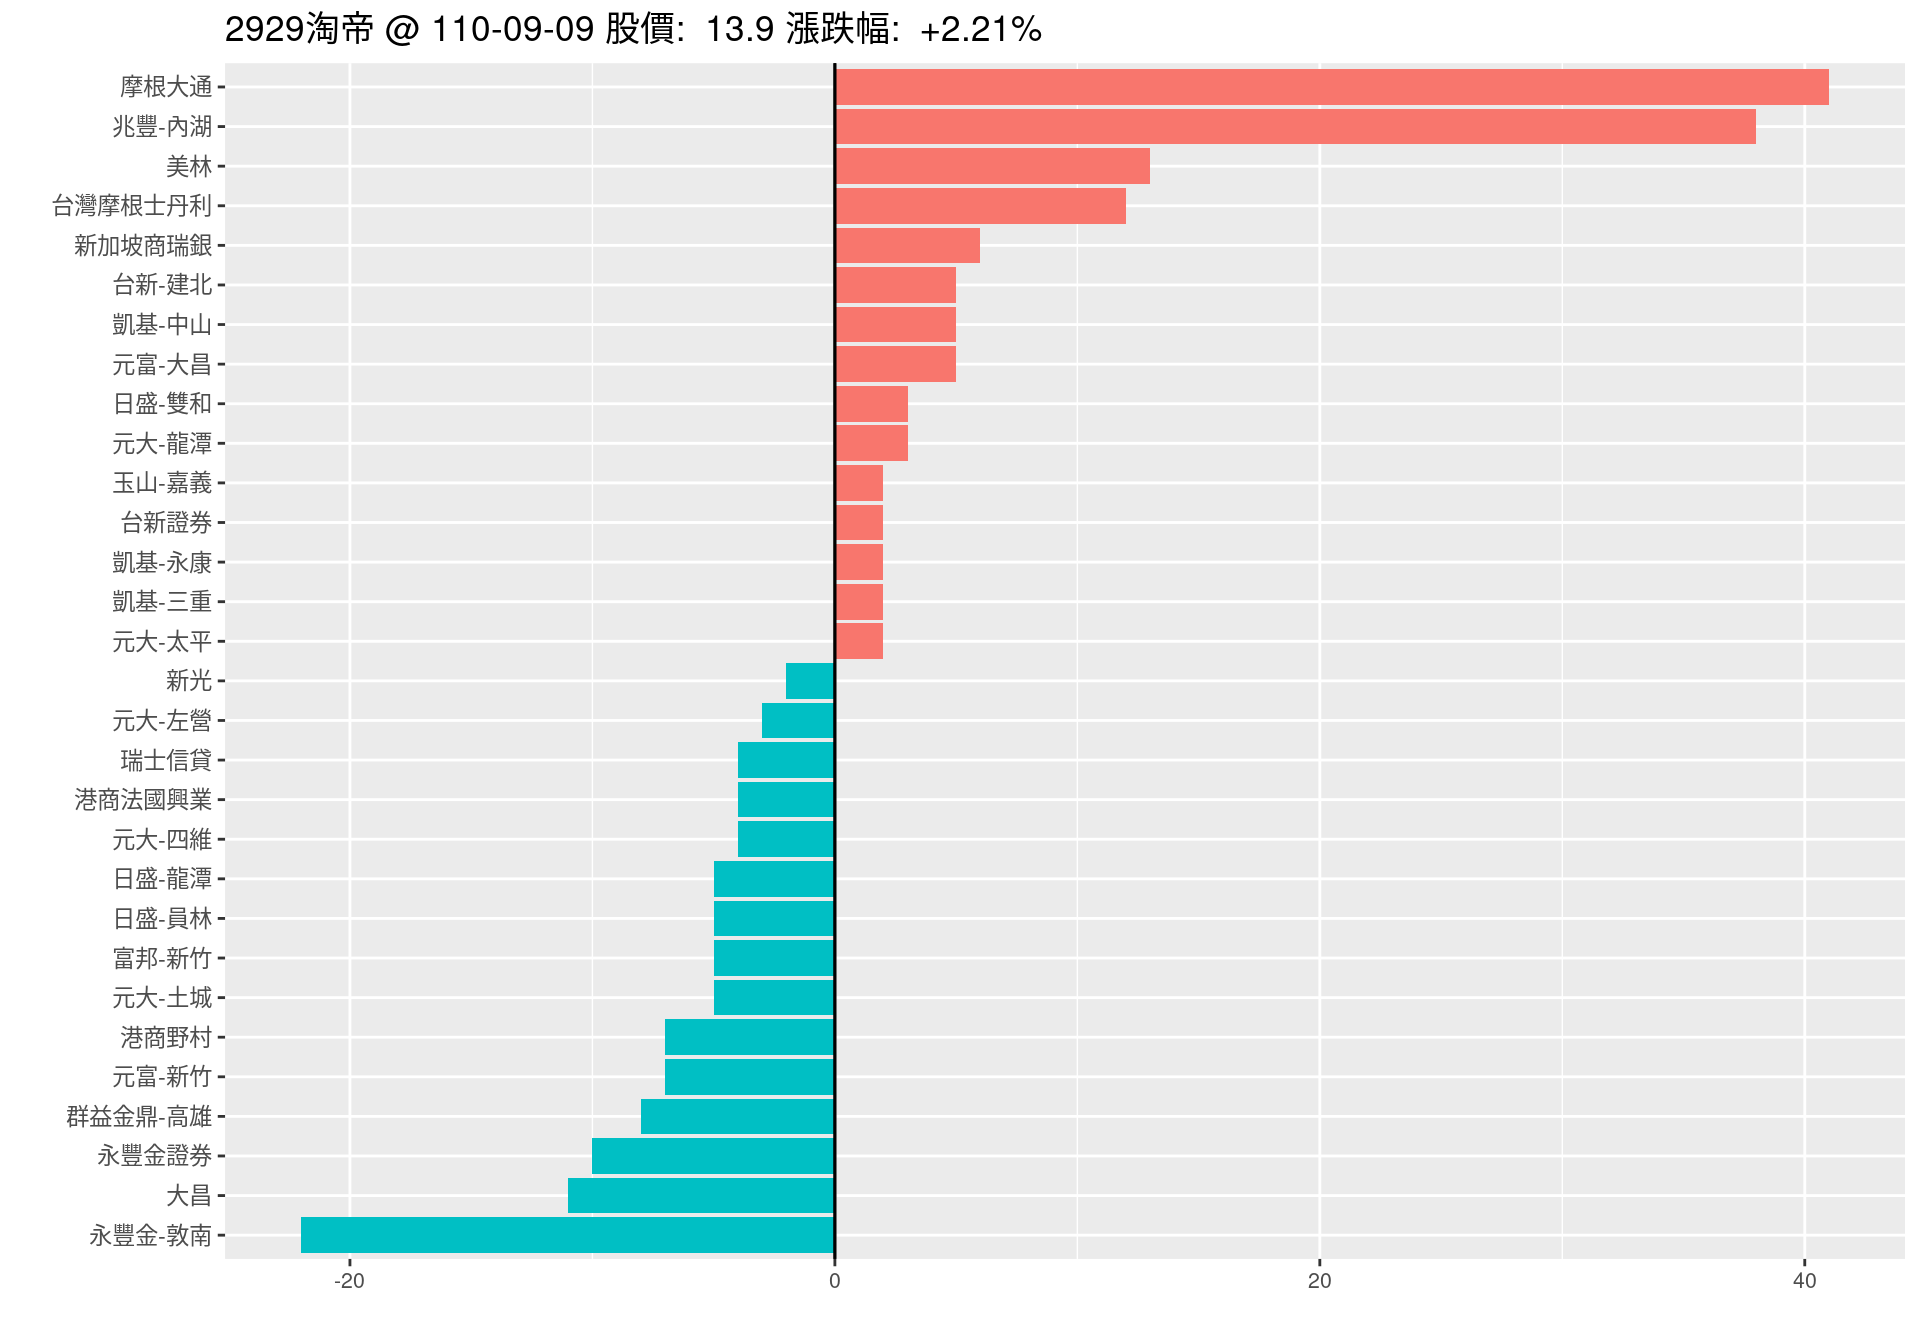 2929淘帝 @ 110-09-09 股價: 13.9 漲跌幅: +2.21%
摩根大通
兆豐-內湖
美林
台灣摩根士丹利
新加坡商瑞銀
台新-建北
凱基-中山
元富-大昌
日盛-雙和
元大-龍潭
玉山-嘉義
台新證券
凱基-永康
凱基-三重
元大-太平
新光
元大-左營
瑞士信貸
港商法國興業
元大-四維
日盛-龍潭
日盛-員林
富邦-新竹
元大-土城
港商野村
元富-新竹
群益金鼎-高雄
永豐金證券
大昌
永豐金-敦南
-20 0 20 40